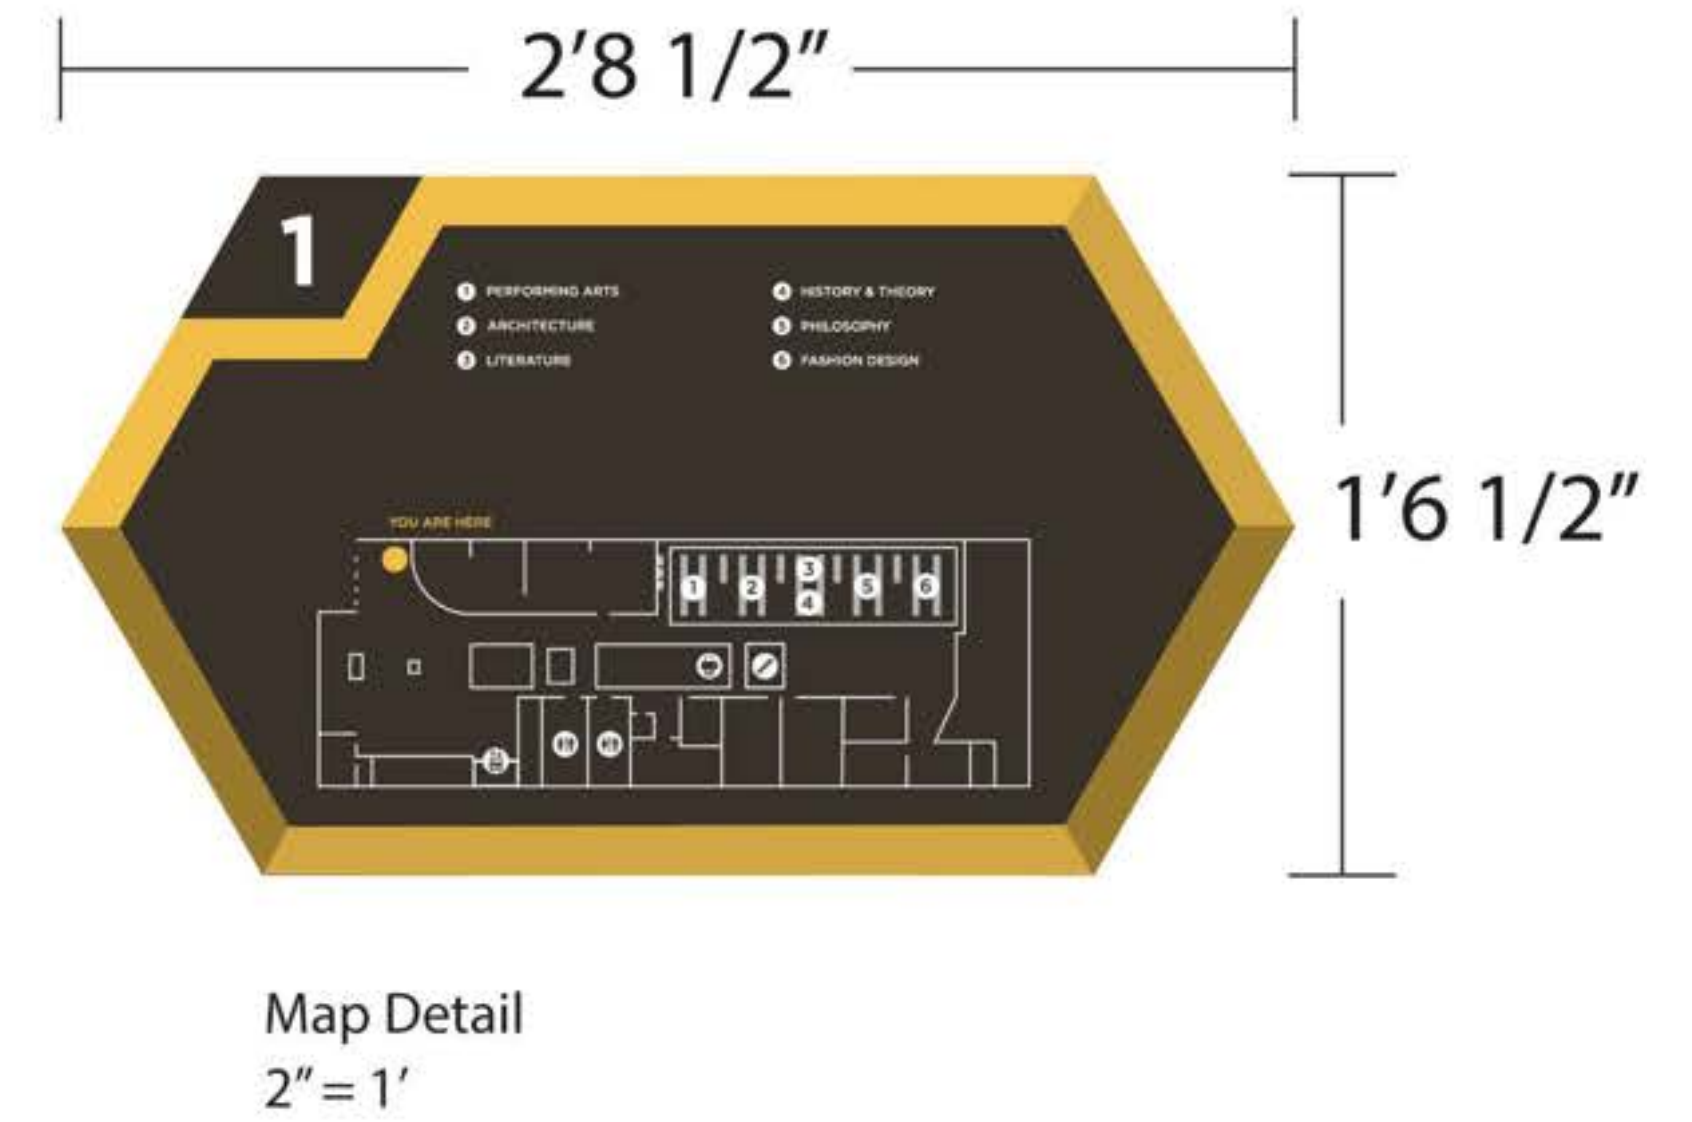 2’8 1/2”
1
1 PERFORMING ARTS
2 ARCHITECTURE
3 LITERATURE
4 HISTORY & THEORY
5 PHILOSOPHY
6 FASHION DESIGN
1’6 1/2”
YOU ARE HERE
1 2 3 4 5 6
Map Detail
2” = 1’